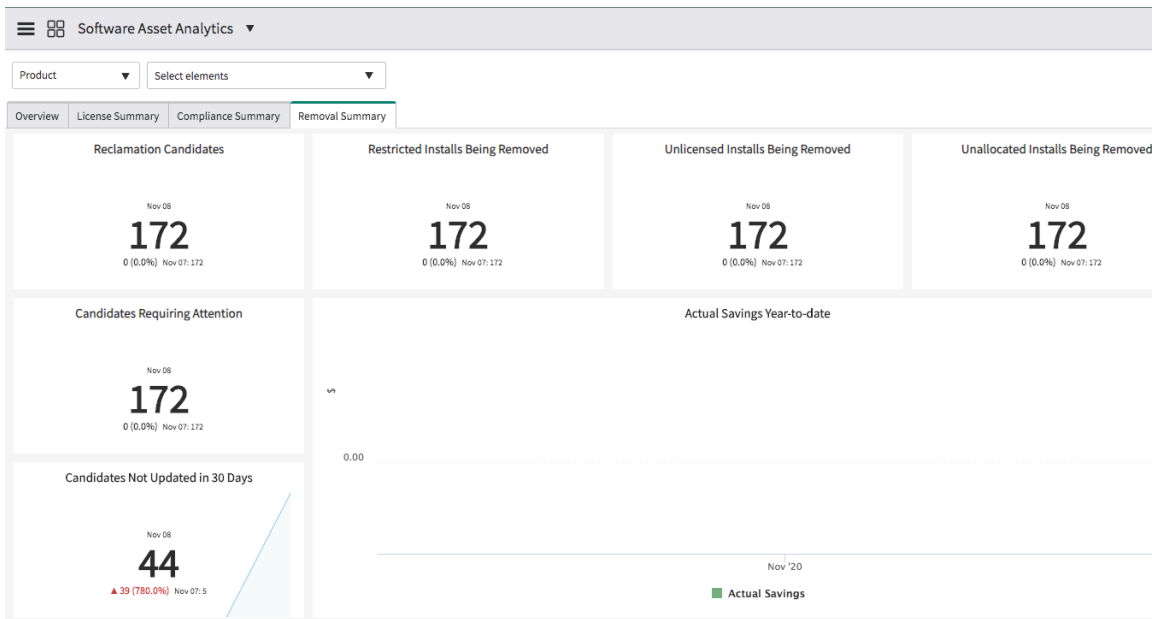 Software Asset Analytics ▼
Product ▼ Select elements ▼
Overview License Summary Compliance Summary Removal Summary
Reclamation Candidates
Nov 08
172
0 (0.0%) Nov 07: 172
Restricted Installs Being Removed
Nov 08
172
0 (0.0%) Nov 07: 172
Unlicensed Installs Being Removed
Nov 08
172
0 (0.0%) Nov 07: 172
Unallocated Installs Being Removed
Nov 08
172
0 (0.0%) Nov 07: 172
Candidates Requiring Attention
Nov 08
172
0 (0.0%) Nov 07: 172
Candidates Not Updated in 30 Days
Nov 08
44
▲ 39 (780.0%) Nov 07: 5
Actual Savings Year-to-date
$
0.00
Nov '20
Actual Savings